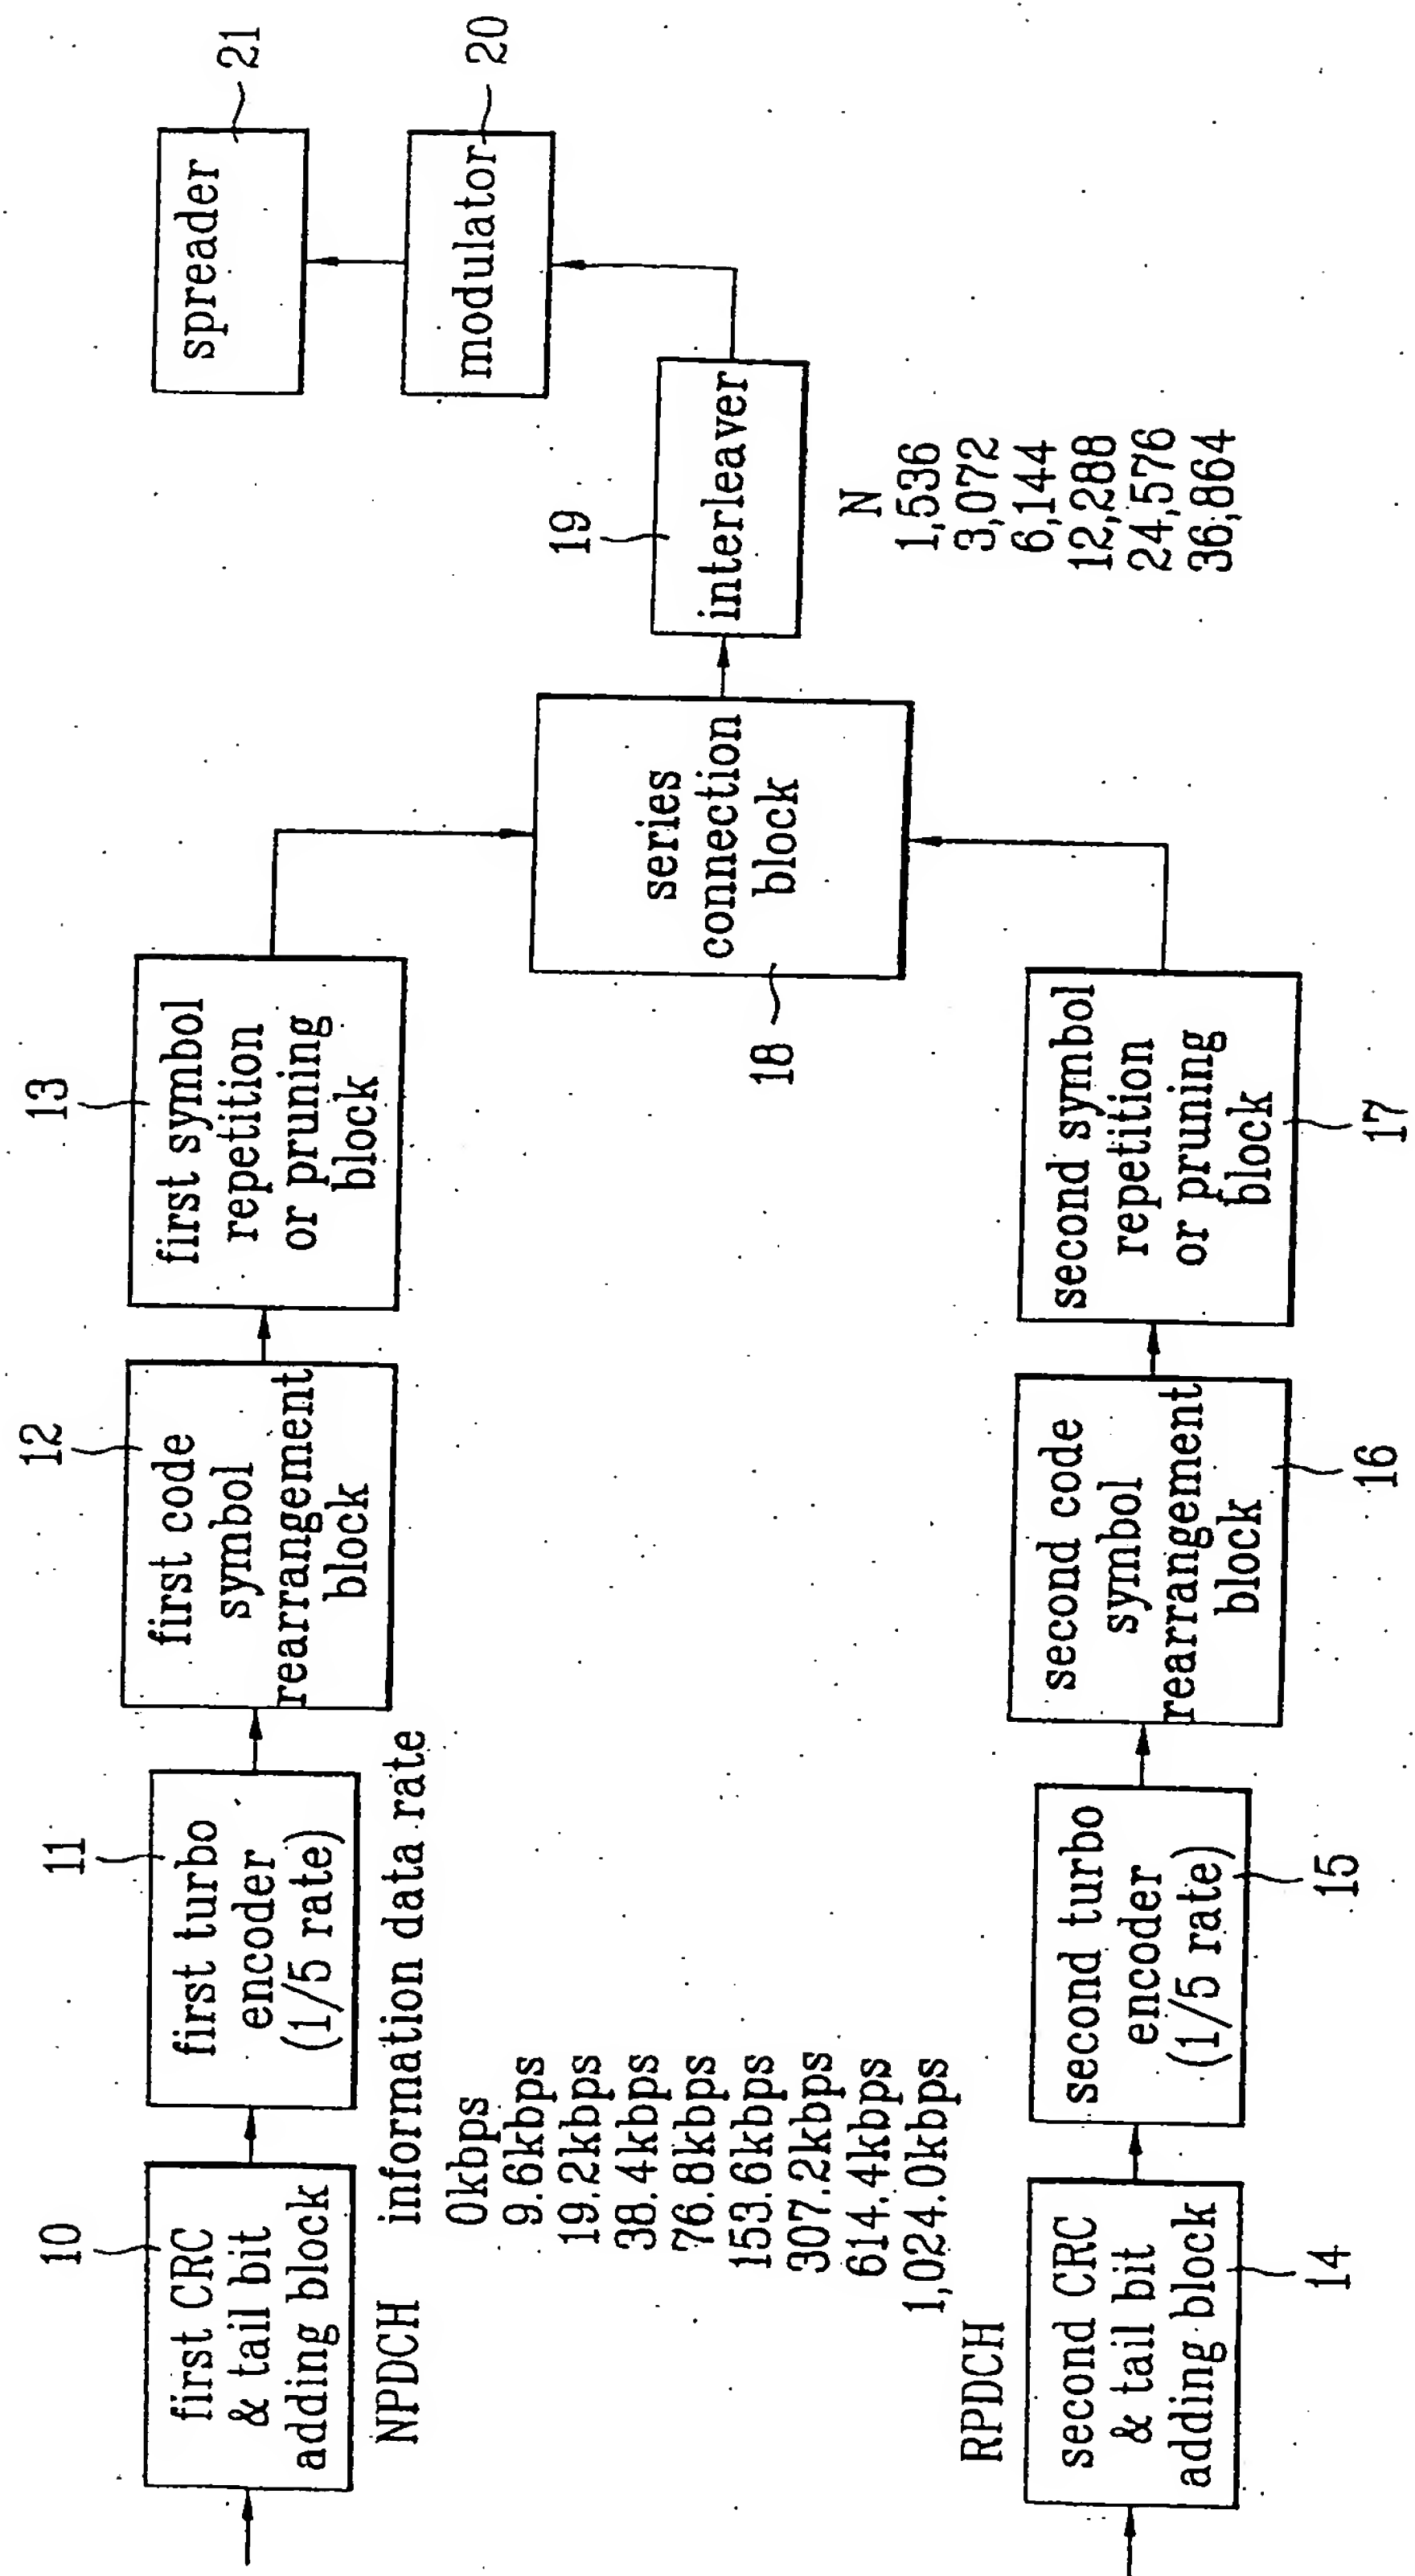 10
first CRC
& tail bit
adding block
NPDCH
11
first turbo
encoder
(1/5 rate)
information data rate
0kbps
9.6kbps
19.2kbps
38.4kbps
76.8kbps
153.6kbps
307.2kbps
614.4kbps
1,024.0kbps
12
first code
symbol
rearrangement
block
13
first symbol
repetition
or pruning
block
RPDCH
second CRC
& tail bit
adding block
14
second turbo
encoder
(1/5 rate)
15
second code
symbol
rearrangement
block
16
second symbol
repetition
or pruning
block
17
series
connection
block
18
19
interleaver
N
1,536
3,072
6,144
12,288
24,576
36,864
modulator
20
spreader
21